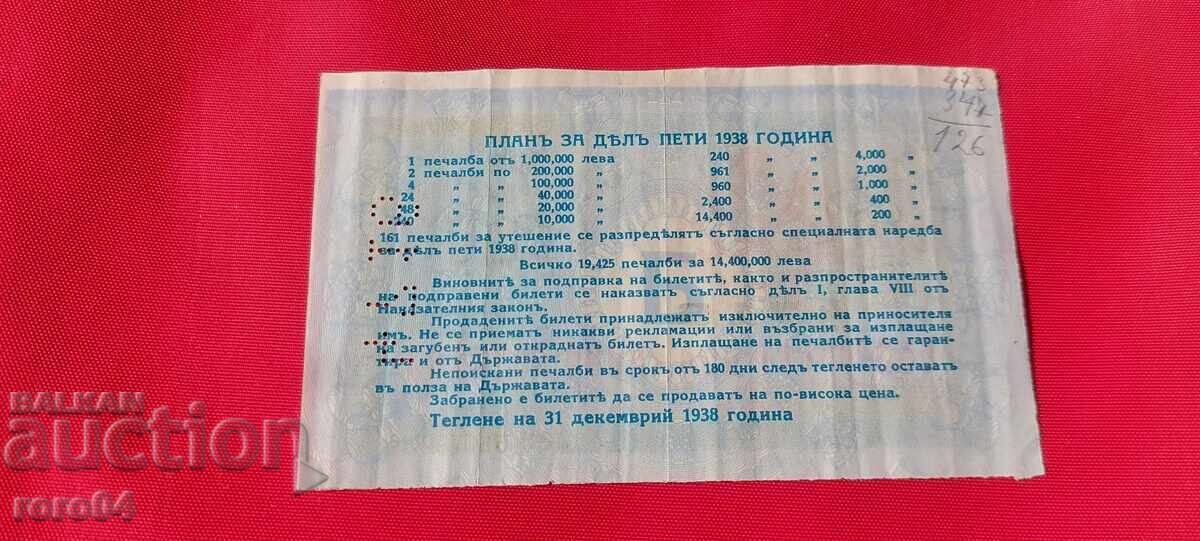 473
347
126
ПЛАНЪ ЗА ДѢЛЪ ПЕТИ 1938 ГОДИНА
1 печалба отъ 1,000,000 лева 240 „ „ 4,000 „
2 печалби по 200,000 „ 961 „ „ 2,000 „
4 „ „ 100,000 „ 960 „ „ 1,000 „
24 „ „ 40,000 „ 2,400 „ „ 400 „
48 „ „ 20,000 „ 14,400 „ „ 200 „
240 „ „ 10,000 „
161 печалби за утешение се разпредѣлятъ съгласно специалната наредба
за дѣлъ пети 1938 година.
Всичко 19,425 печалби за 14,400,000 лева
Виновнитѣ за подправка на билетитѣ, както и разпространителитѣ
на подправени билети се наказватъ съгласно дѣлъ I, глава VIII отъ
Наказателния законъ.
Продаденитѣ билети принадлежатъ изключително на приносителя
имъ. Не се приематъ никакви рекламации или възбрани за изплащане
на загубенъ или откраднатъ билетъ. Изплащане на печалбитѣ се гаран-
тира и отъ Държавата.
Непоискани печалби въ срокъ отъ 180 дни следъ тегленето оставатъ
въ полза на Държавата.
Забранено е билетитѣ да се продаватъ на по-висока цена.
Теглене на 31 декемврий 1938 година
BALKAN
auction
roro04